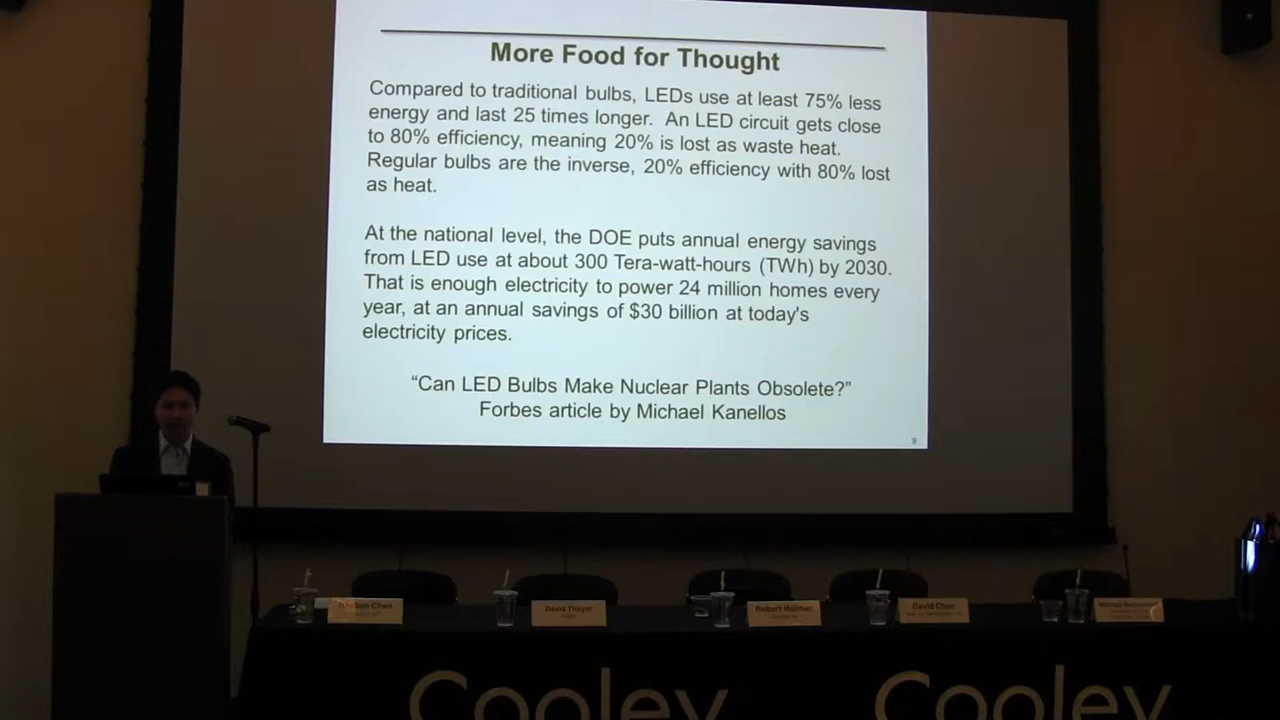 More Food for Thought
Compared to traditional bulbs, LEDs use at least 75% less
energy and last 25 times longer. An LED circuit gets close
to 80% efficiency, meaning 20% is lost as waste heat.
Regular bulbs are the inverse, 20% efficiency with 80% lost
as heat.
At the national level, the DOE puts annual energy savings
from LED use at about 300 Tera-watt-hours (TWh) by 2030.
That is enough electricity to power 24 million homes every
year, at an annual savings of $30 billion at today's
electricity prices.
“Can LED Bulbs Make Nuclear Plants Obsolete?”
Forbes article by Michael Kanellos
9
Chen
David Thayer
Robert
David
Cooley
Cooley